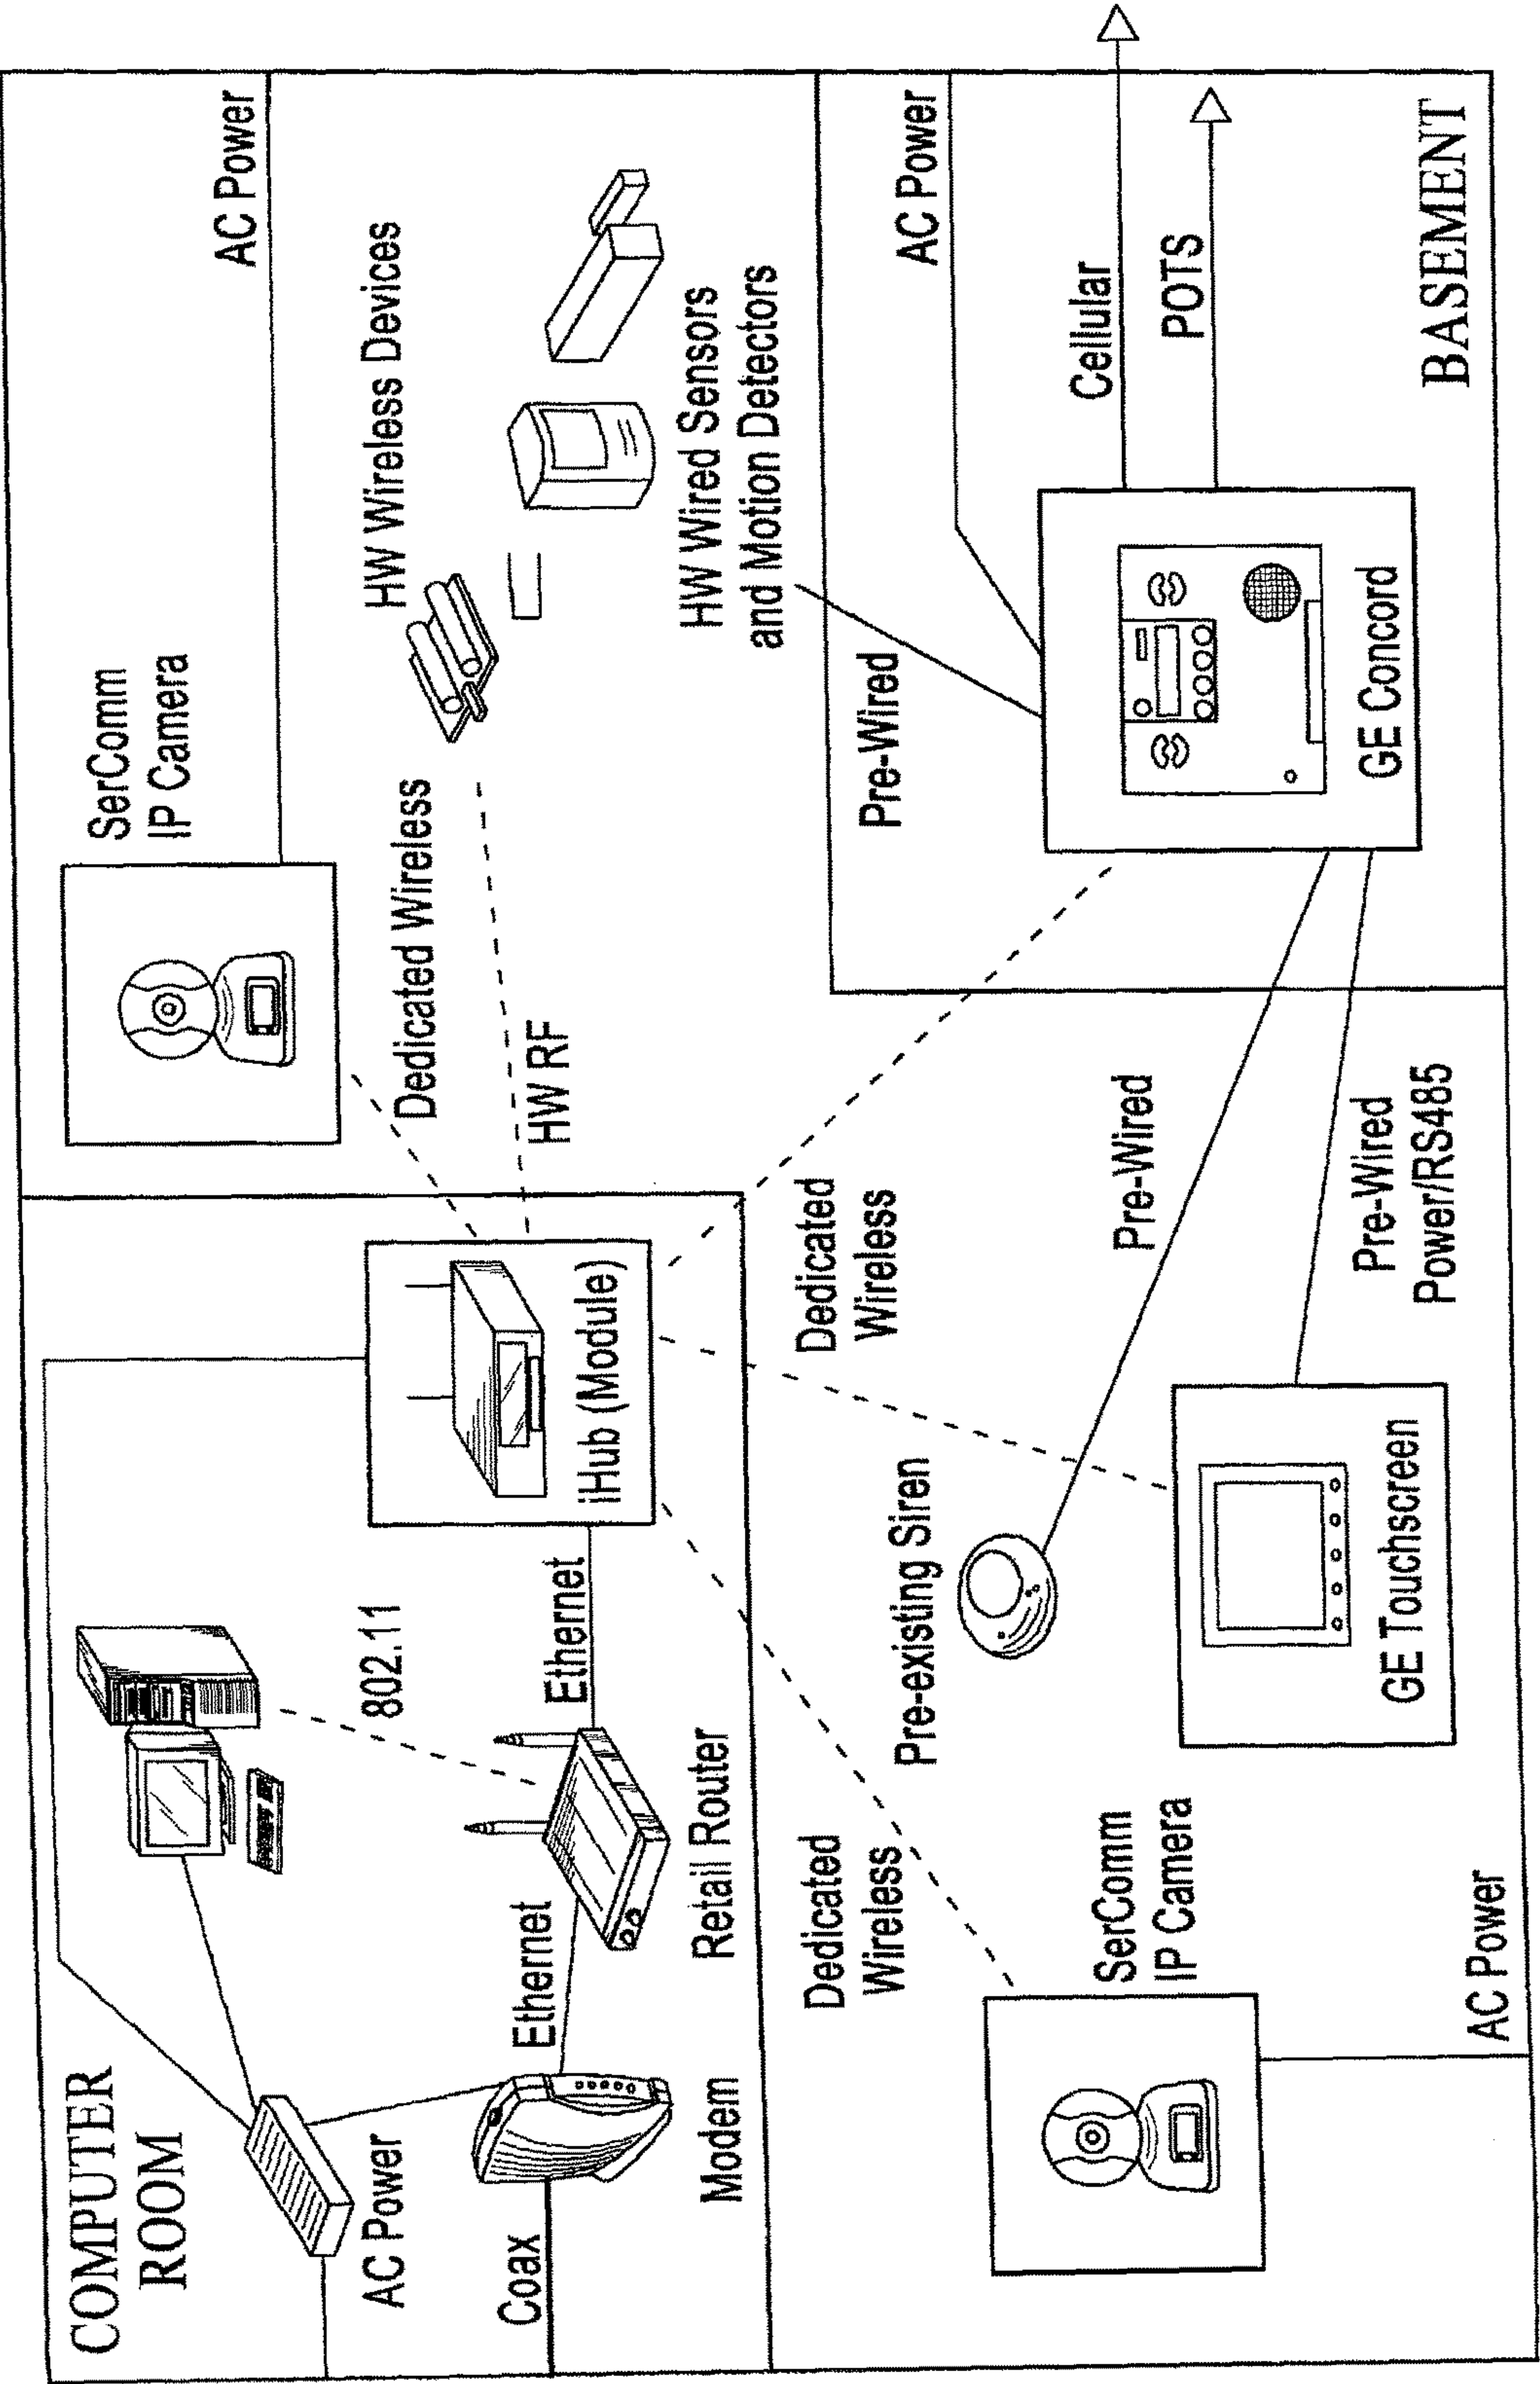 COMPUTER
ROOM
AC Power
Coax
Modem
Ethernet
Retail Router
802.11
Ethernet
iHub (Module)
SerComm
IP Camera
AC Power
Dedicated Wireless
HW RF
HW Wireless Devices
HW Wired Sensors
and Motion Detectors
Dedicated
Wireless
Dedicated
Wireless
SerComm
IP Camera
AC Power
Pre-existing Siren
GE Touchscreen
Pre-Wired
Pre-Wired
Power/RS485
Pre-Wired
AC Power
Cellular
POTS
GE Concord
BASEMENT